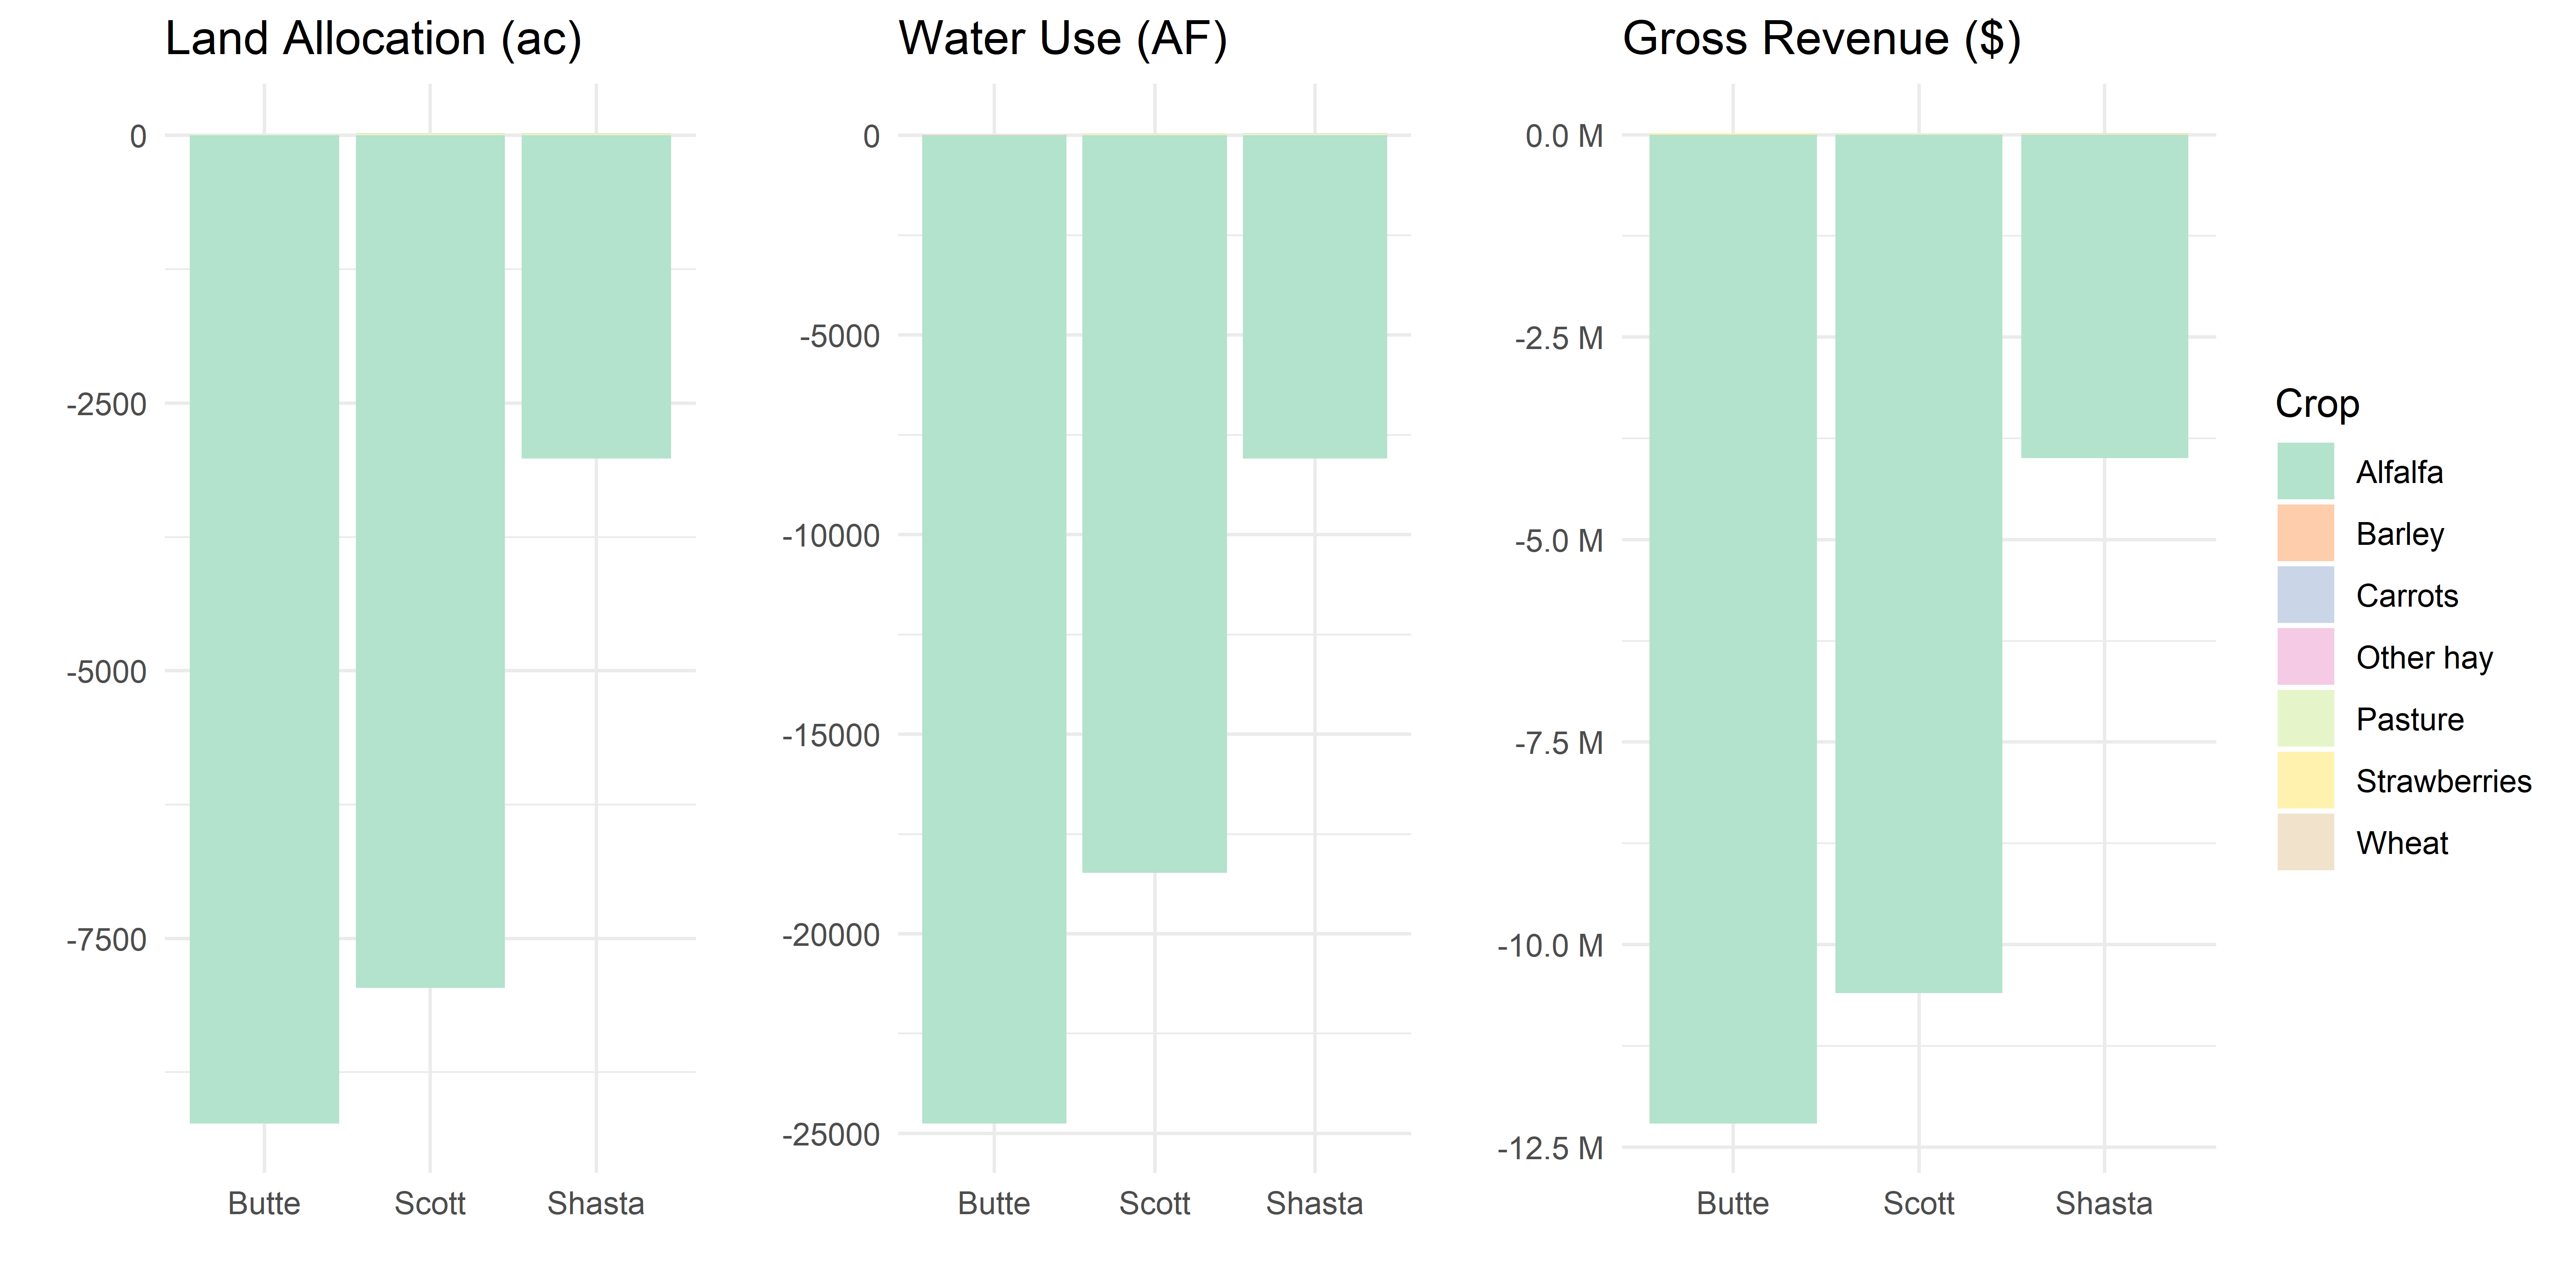 Land Allocation (ac)
0
-2500
-5000
-7500
Butte Scott Shasta
Water Use (AF)
0
-5000
-10000
-15000
-20000
-25000
Butte Scott Shasta
Gross Revenue ($)
0.0 M
-2.5 M
-5.0 M
-7.5 M
-10.0 M
-12.5 M
Butte Scott Shasta
Crop
Alfalfa
Barley
Carrots
Other hay
Pasture
Strawberries
Wheat